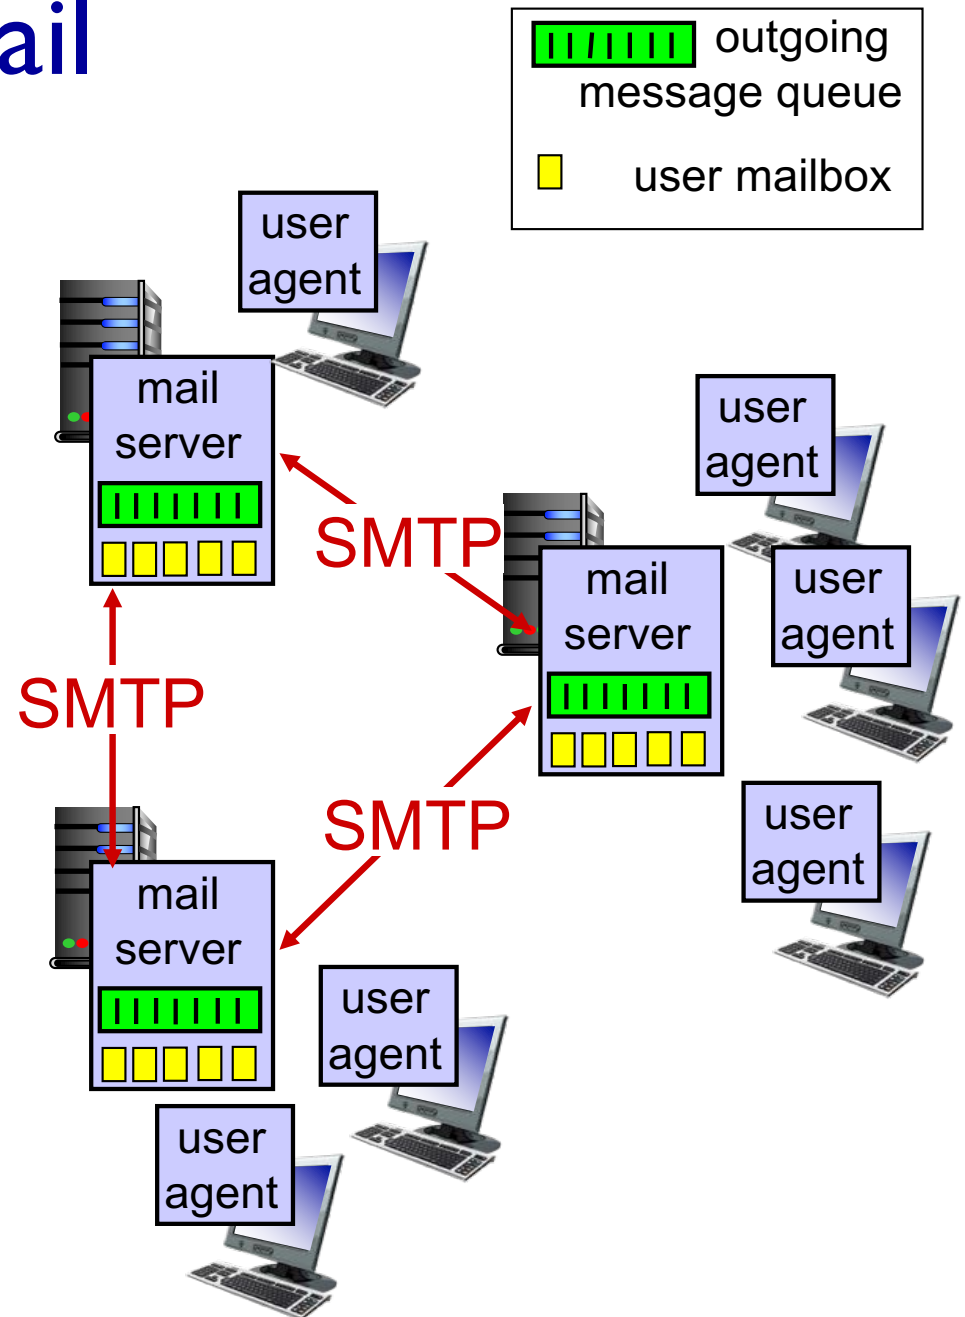 ail
outgoing
message queue
user mailbox
user
agent
mail
server
user
agent
SMTP
mail
server
user
agent
SMTP
SMTP
user
agent
mail
server
user
agent
user
agent